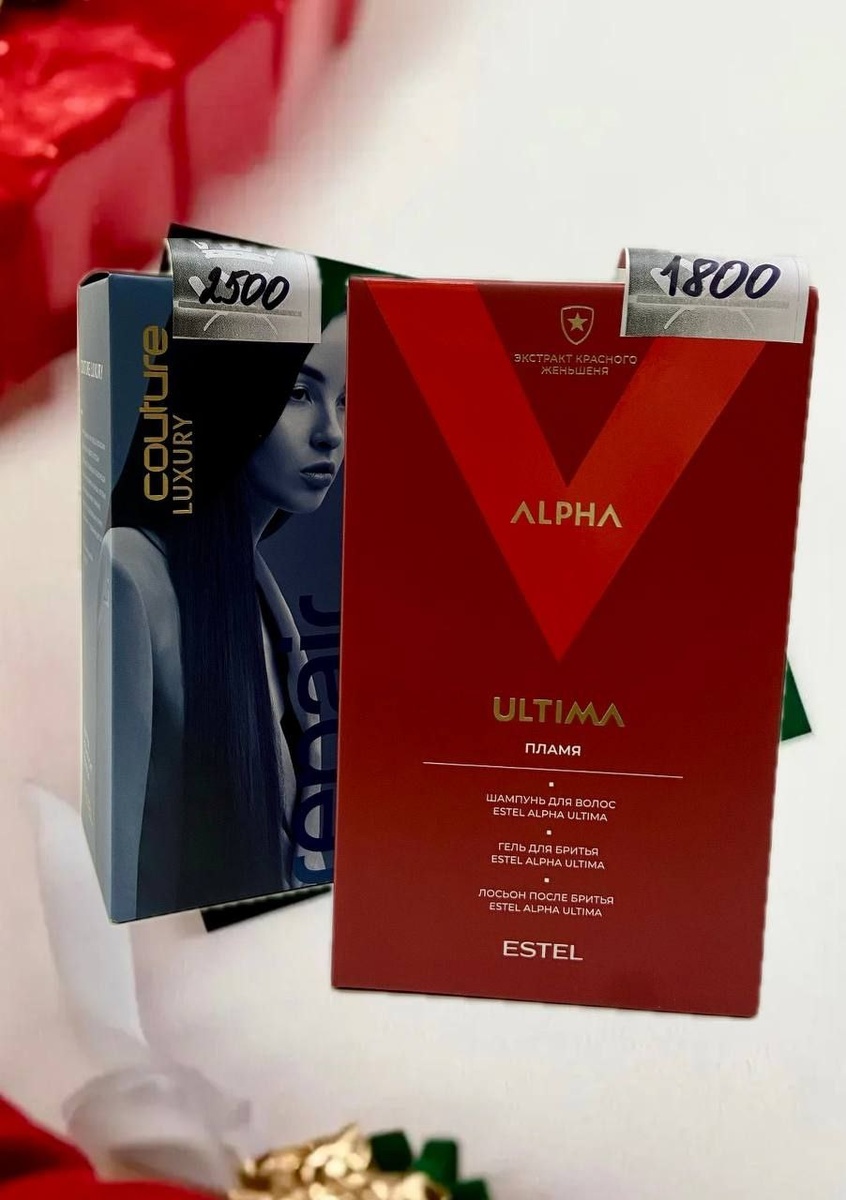 2500
couture
LUXURY
repair
1800
ЭКСТРАКТ КРАСНОГО
ЖЕНЬШЕНЯ
ALPHA
ULTIMA
ПЛАМЯ
ШАМПУНЬ ДЛЯ ВОЛОС
ESTEL ALPHA ULTIMA
ГЕЛЬ ДЛЯ БРИТЬЯ
ESTEL ALPHA ULTIMA
ЛОСЬОН ПОСЛЕ БРИТЬЯ
ESTEL ALPHA ULTIMA
ESTEL